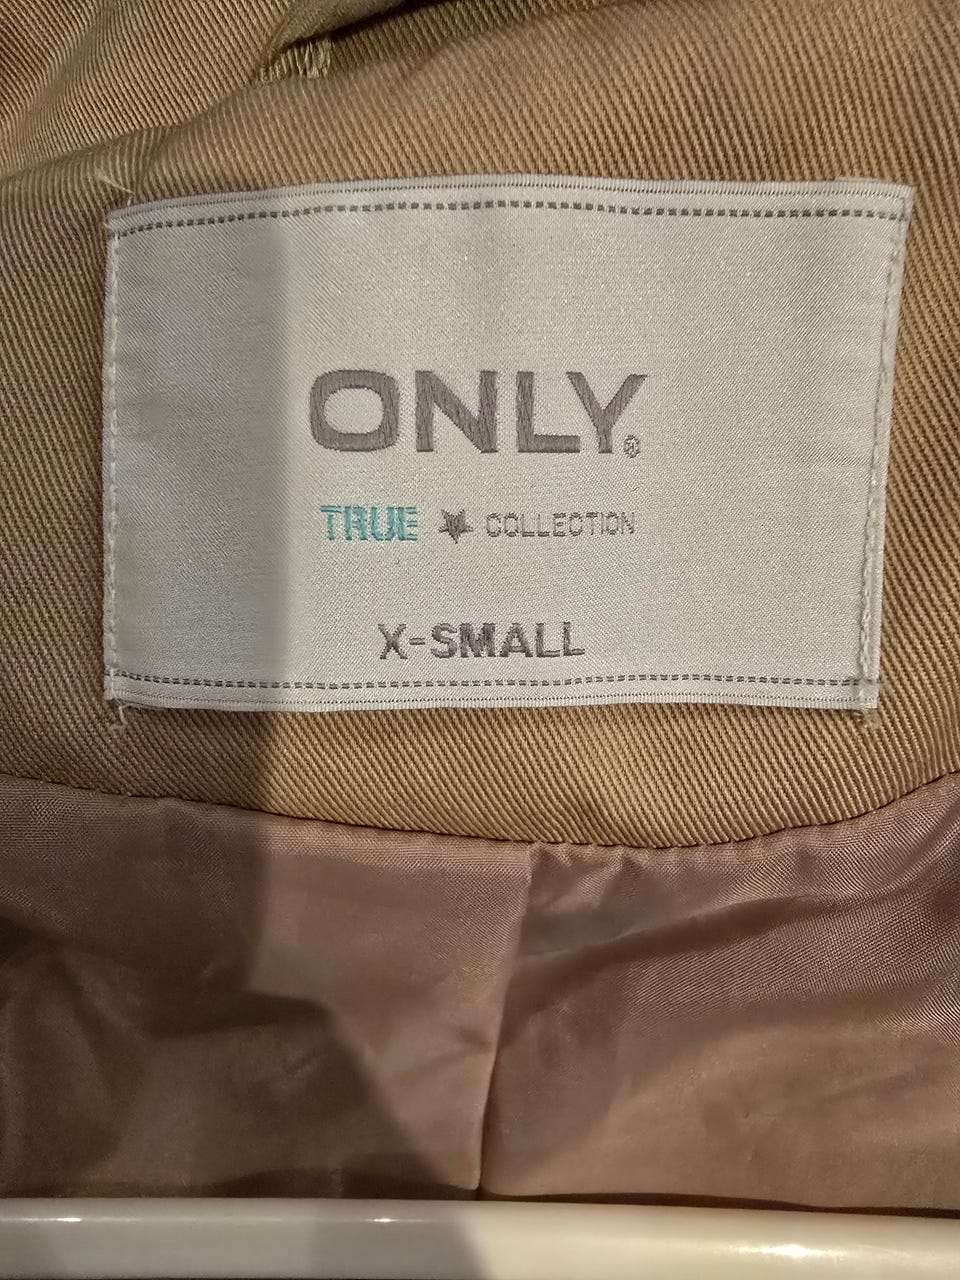 ONLY®
TRUE ★ COLLECTION
X-SMALL